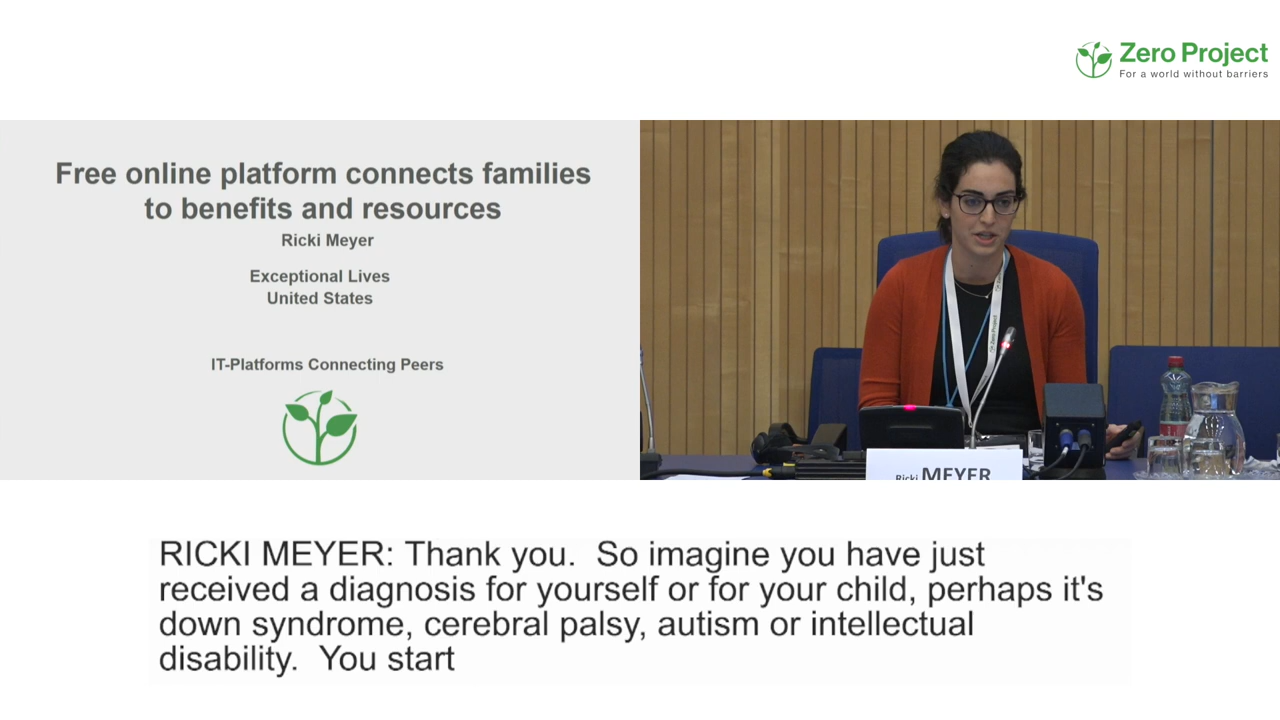 Zero Project
For a world without barriers
Free online platform connects families
to benefits and resources
Ricki Meyer
Exceptional Lives
United States
IT-Platforms Connecting Peers
Zero Project
Ricki MEYER
RICKI MEYER: Thank you.  So imagine you have just
received a diagnosis for yourself or for your child, perhaps it's
down syndrome, cerebral palsy, autism or intellectual
disability.  You start